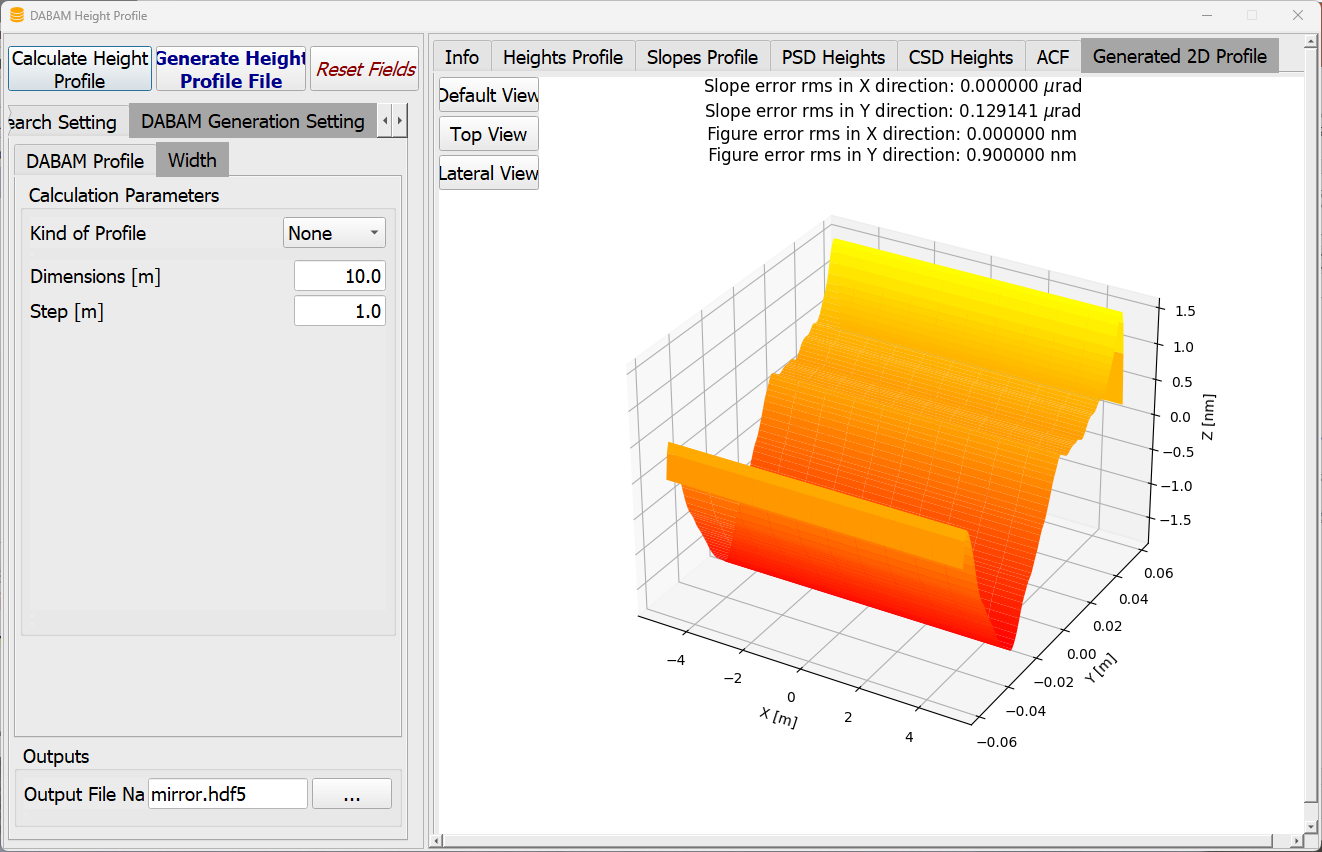 DABAM Height Profile
Calculate Height
Profile
Generate Height
Profile File
Reset Fields
earch Setting
DABAM Generation Setting
DABAM Profile
Width
Calculation Parameters
Kind of Profile
None
Dimensions [m]
10.0
Step [m]
1.0
Outputs
Output File Na
mirror.hdf5
...
Info
Heights Profile
Slopes Profile
PSD Heights
CSD Heights
ACF
Generated 2D Profile
Default View
Top View
Lateral View
Slope error rms in X direction: 0.000000 μrad
Slope error rms in Y direction: 0.129141 μrad
Figure error rms in X direction: 0.000000 nm
Figure error rms in Y direction: 0.900000 nm
1.5
1.0
0.5
0.0
−0.5
−1.0
−1.5
Z [nm]
0.06
0.04
0.02
0.00
−0.02
−0.04
−0.06
Y [m]
−4
−2
0
2
4
X [m]